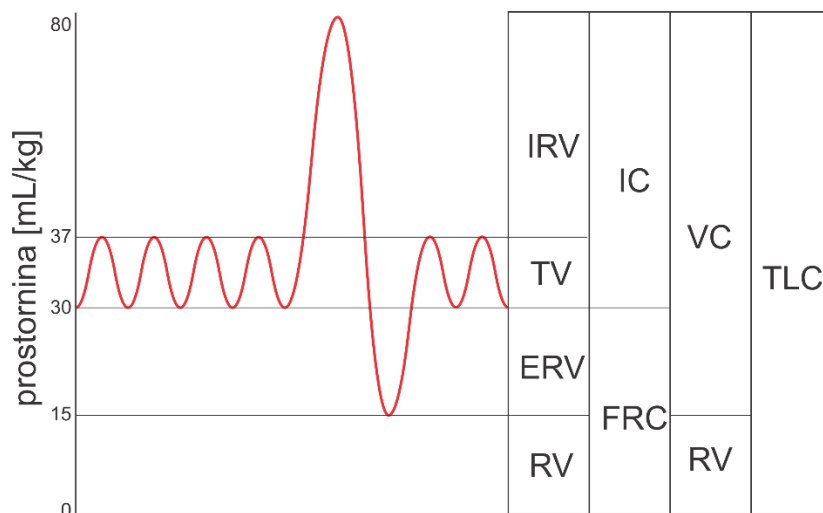 80
37
30
15
0
prostornina [mL/kg]
IRV
TV
ERV
RV
IC
FRC
VC
RV
TLC